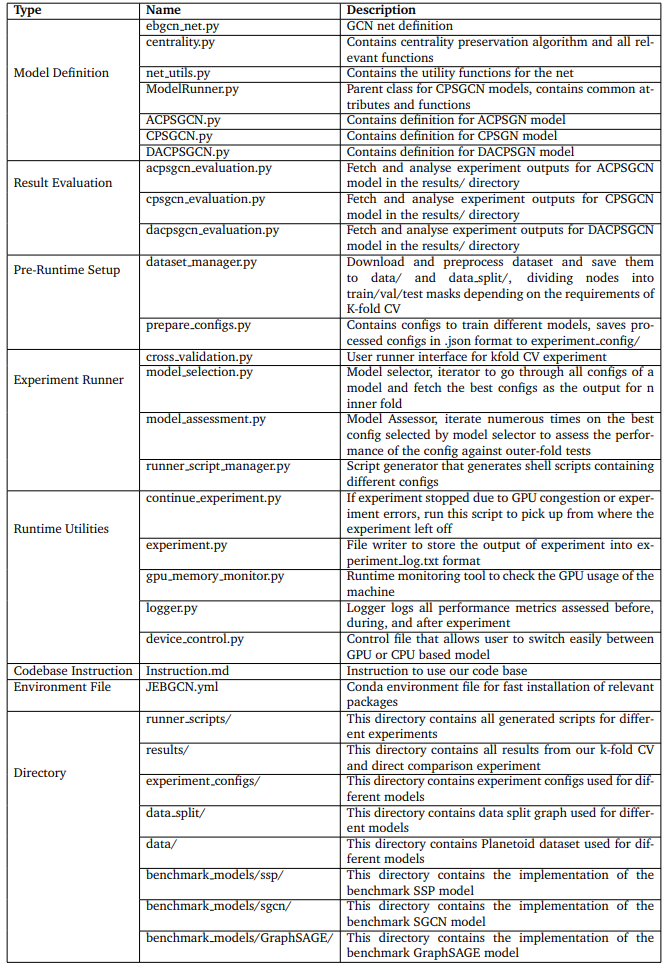 Type Name Description
ebgcn_net.py GCN net definition
centrality.py Contains centrality preservation algorithm and all rel-
evant functions
Model Definition net_utils.py Contains the utility functions for the net
ModelRunner.py Parent class for CPSGCN models, contains common at-
tributes and functions
ACPSGCN.py Contains definition for ACPSGN model
CPSGCN.py Contains definition for CPSGN model
DACPSGCN.py Contains definition for DACPSGN model
Result Evaluation acpsgcn_evaluation.py Fetch and analyse experiment outputs for ACPSGCN
model in the results/ directory
cpsgcn_evaluation.py Fetch and analyse experiment outputs for CPSGCN
model in the results/ directory
dacpsgcn_evaluation.py Fetch and analyse experiment outputs for DACPSGCN
model in the results/ directory
Pre-Runtime Setup dataset_manager.py Download and preprocess dataset and save them
to data/ and data_split/, dividing nodes into
train/val/test masks depending on the requirements of
K-fold CV
prepare_configs.py Contains configs to train different models, saves pro-
cessed configs in .json format to experiment_config/
cross_validation.py User runner interface for kfold CV experiment
Experiment Runner model_selection.py Model selector, iterator to go through all configs of a
model and fetch the best configs as the output for n
inner fold
model_assessment.py Model Assessor, iterate numerous times on the best
config selected by model selector to assess the perfor-
mance of the config against outer-fold tests
runner_script_manager.py Script generator that generates shell scripts containing
different configs
Runtime Utilities continue_experiment.py If experiment stopped due to GPU congestion or exper-
iment errors, run this script to pick up from where the
experiment left off
experiment.py File writer to store the output of experiment into ex-
periment_log.txt format
gpu_memory_monitor.py Runtime monitoring tool to check the GPU usage of the
machine
logger.py Logger logs all performance metrics assessed before,
during, and after experiment
device_control.py Control file that allows user to switch easily between
GPU or CPU based model
Codebase Instruction Instruction.md Instruction to use our code base
Environment File JEBGCN.yml Conda environment file for fast installation of relevant
packages
runner_scripts/ This directory contains all generated scripts for differ-
ent experiments
results/ This directory contains all results from our k-fold CV
and direct comparison experiment
Directory experiment_configs/ This directory contains experiment configs used for dif-
ferent models
data_split/ This directory contains data split graph used for differ-
ent models
data/ This directory contains Planetoid dataset used for dif-
ferent models
benchmark_models/ssp/ This directory contains the implementation of the
benchmark SSP model
benchmark_models/sgcn/ This directory contains the implementation of the
benchmark SGCN model
benchmark_models/GraphSAGE/ This directory contains the implementation of the
benchmark GraphSAGE model